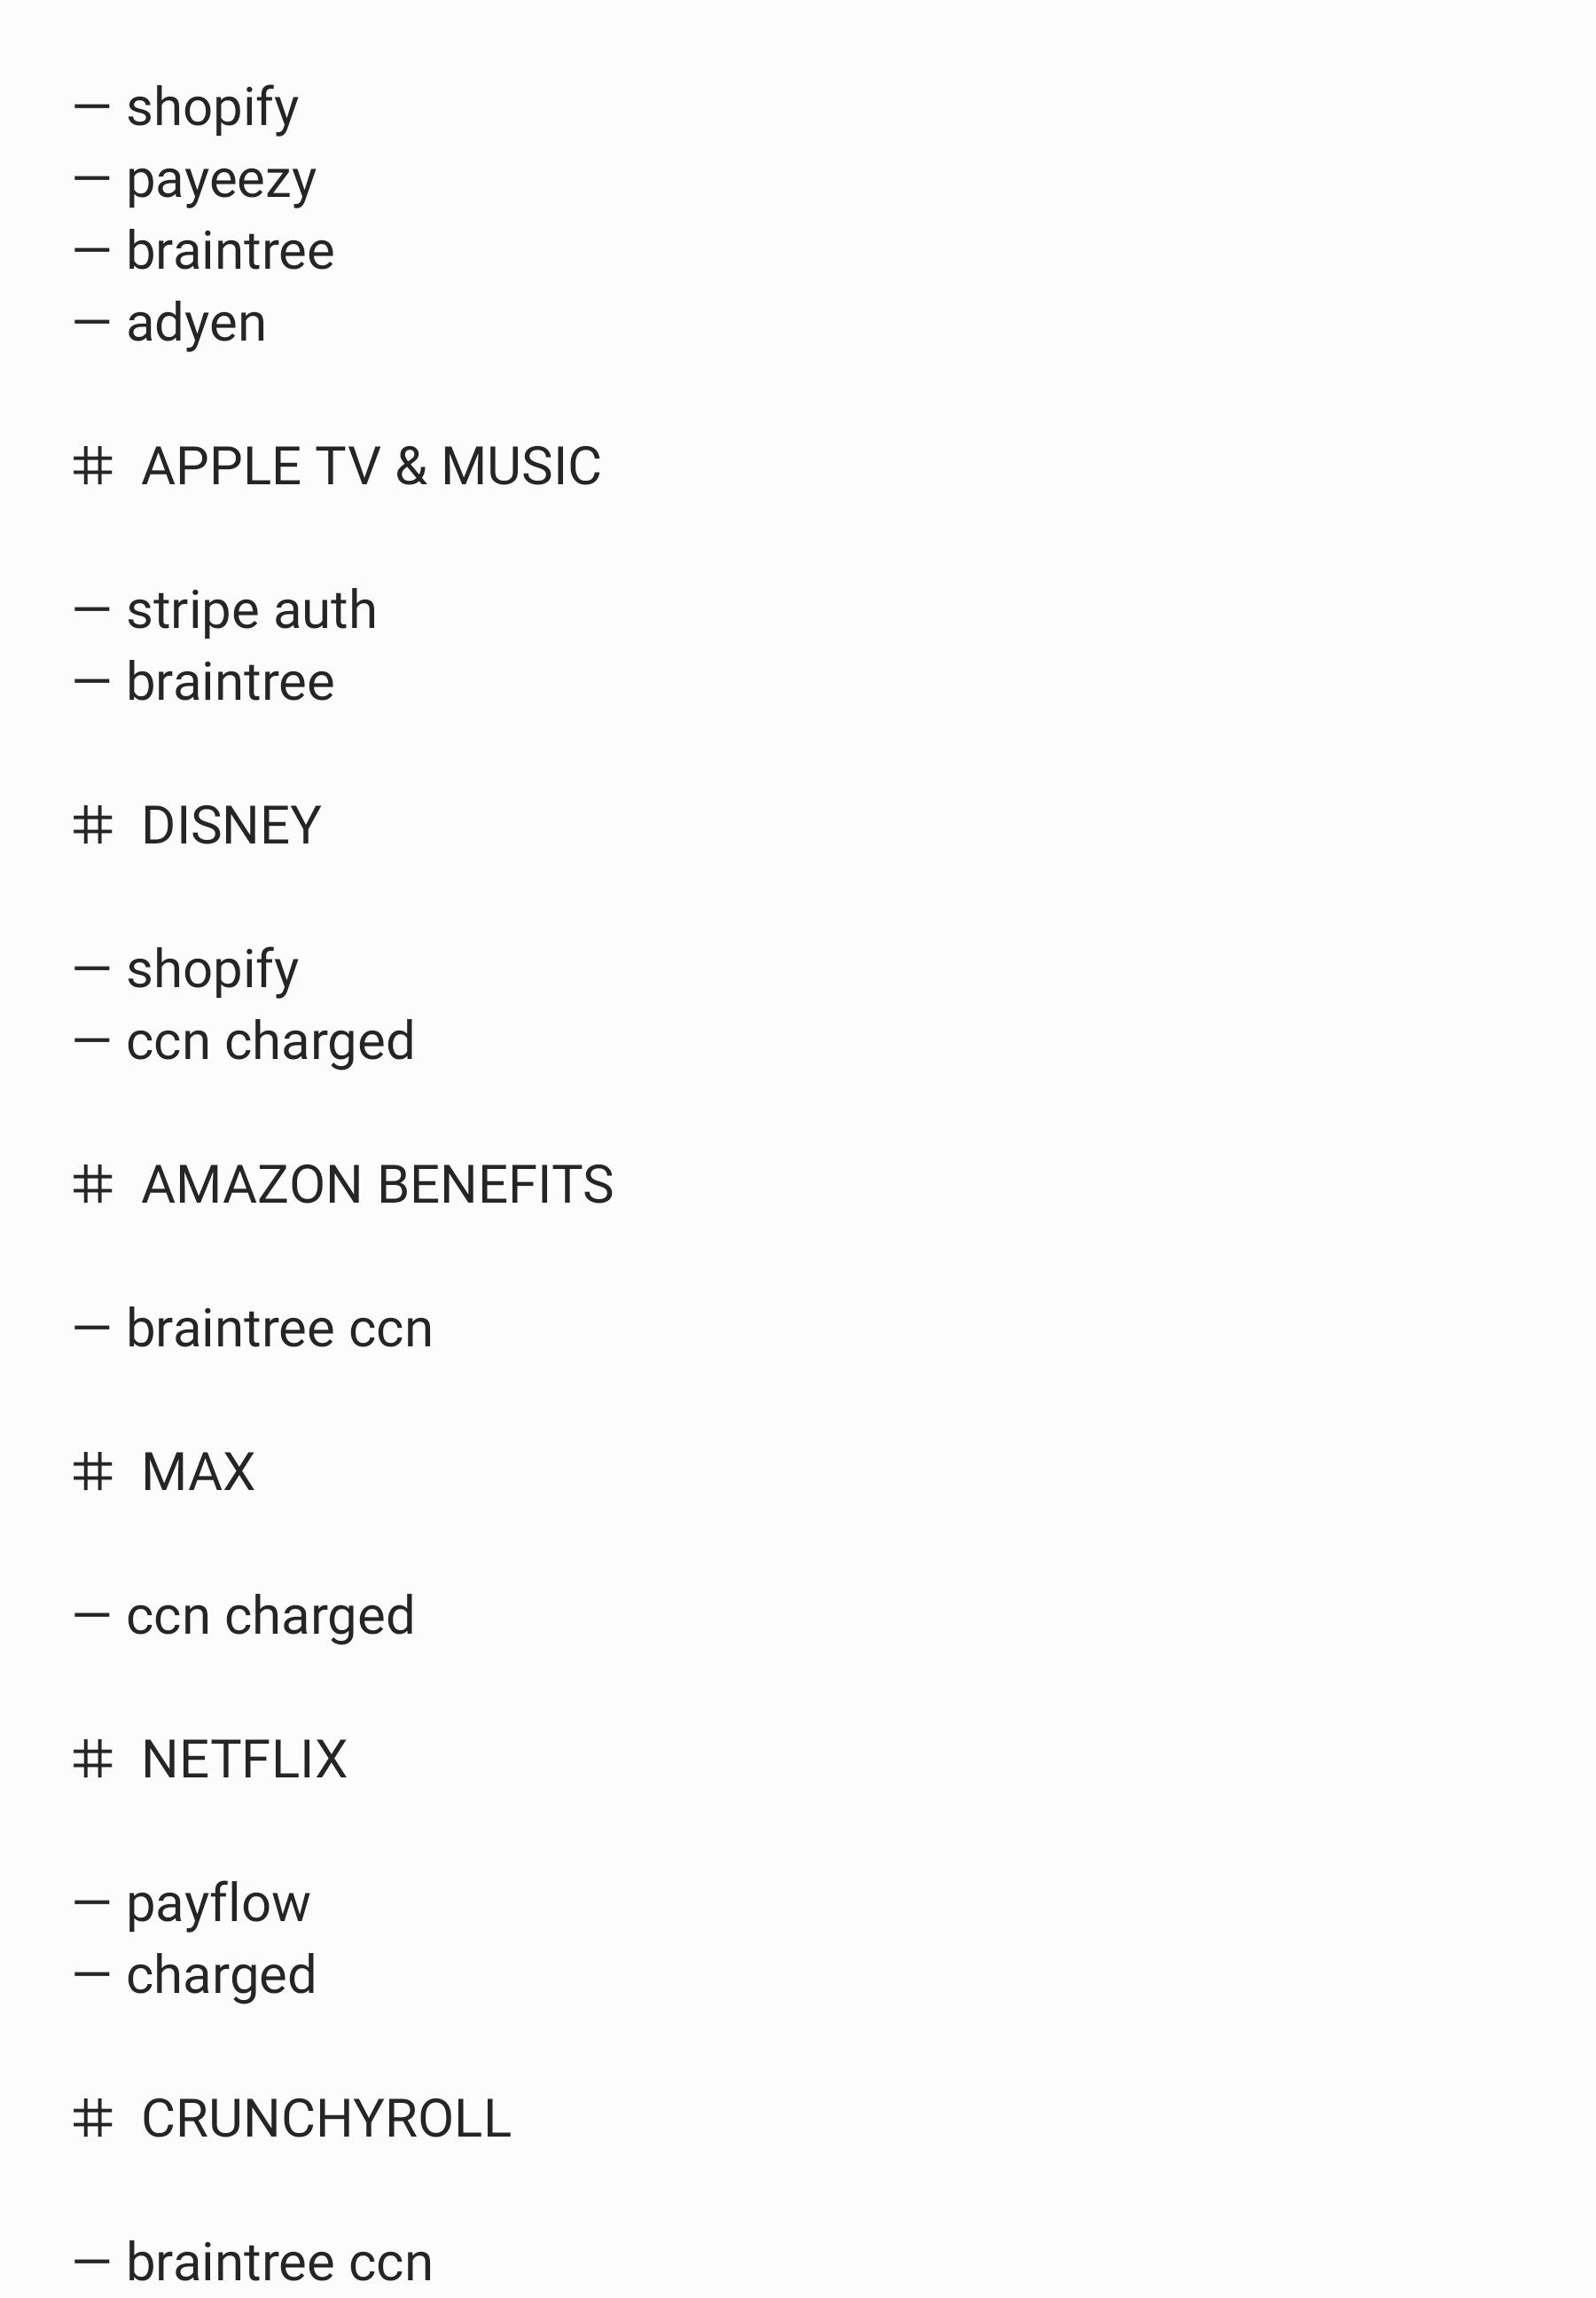 — shopify
— payeezy
— braintree
— adyen
# APPLE TV & MUSIC
— stripe auth
— braintree
# DISNEY
— shopify
— ccn charged
# AMAZON BENEFITS
— braintree ccn
# MAX
— ccn charged
# NETFLIX
— payflow
— charged
# CRUNCHYROLL
— braintree ccn